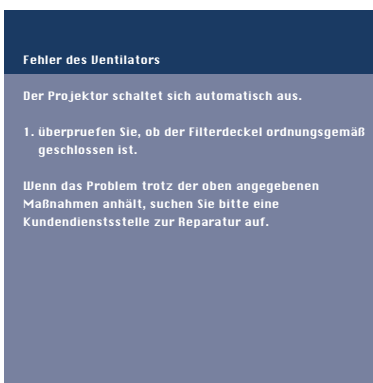 Fehler des Ventilators
Der Projektor schaltet sich automatisch aus.
1. überpruefen Sie, ob der Filterdeckel ordnungsgemäß
geschlossen ist.
Wenn das Problem trotz der oben angegebenen
Maßnahmen anhält, suchen Sie bitte eine
Kundendienstsstelle zur Reparatur auf.